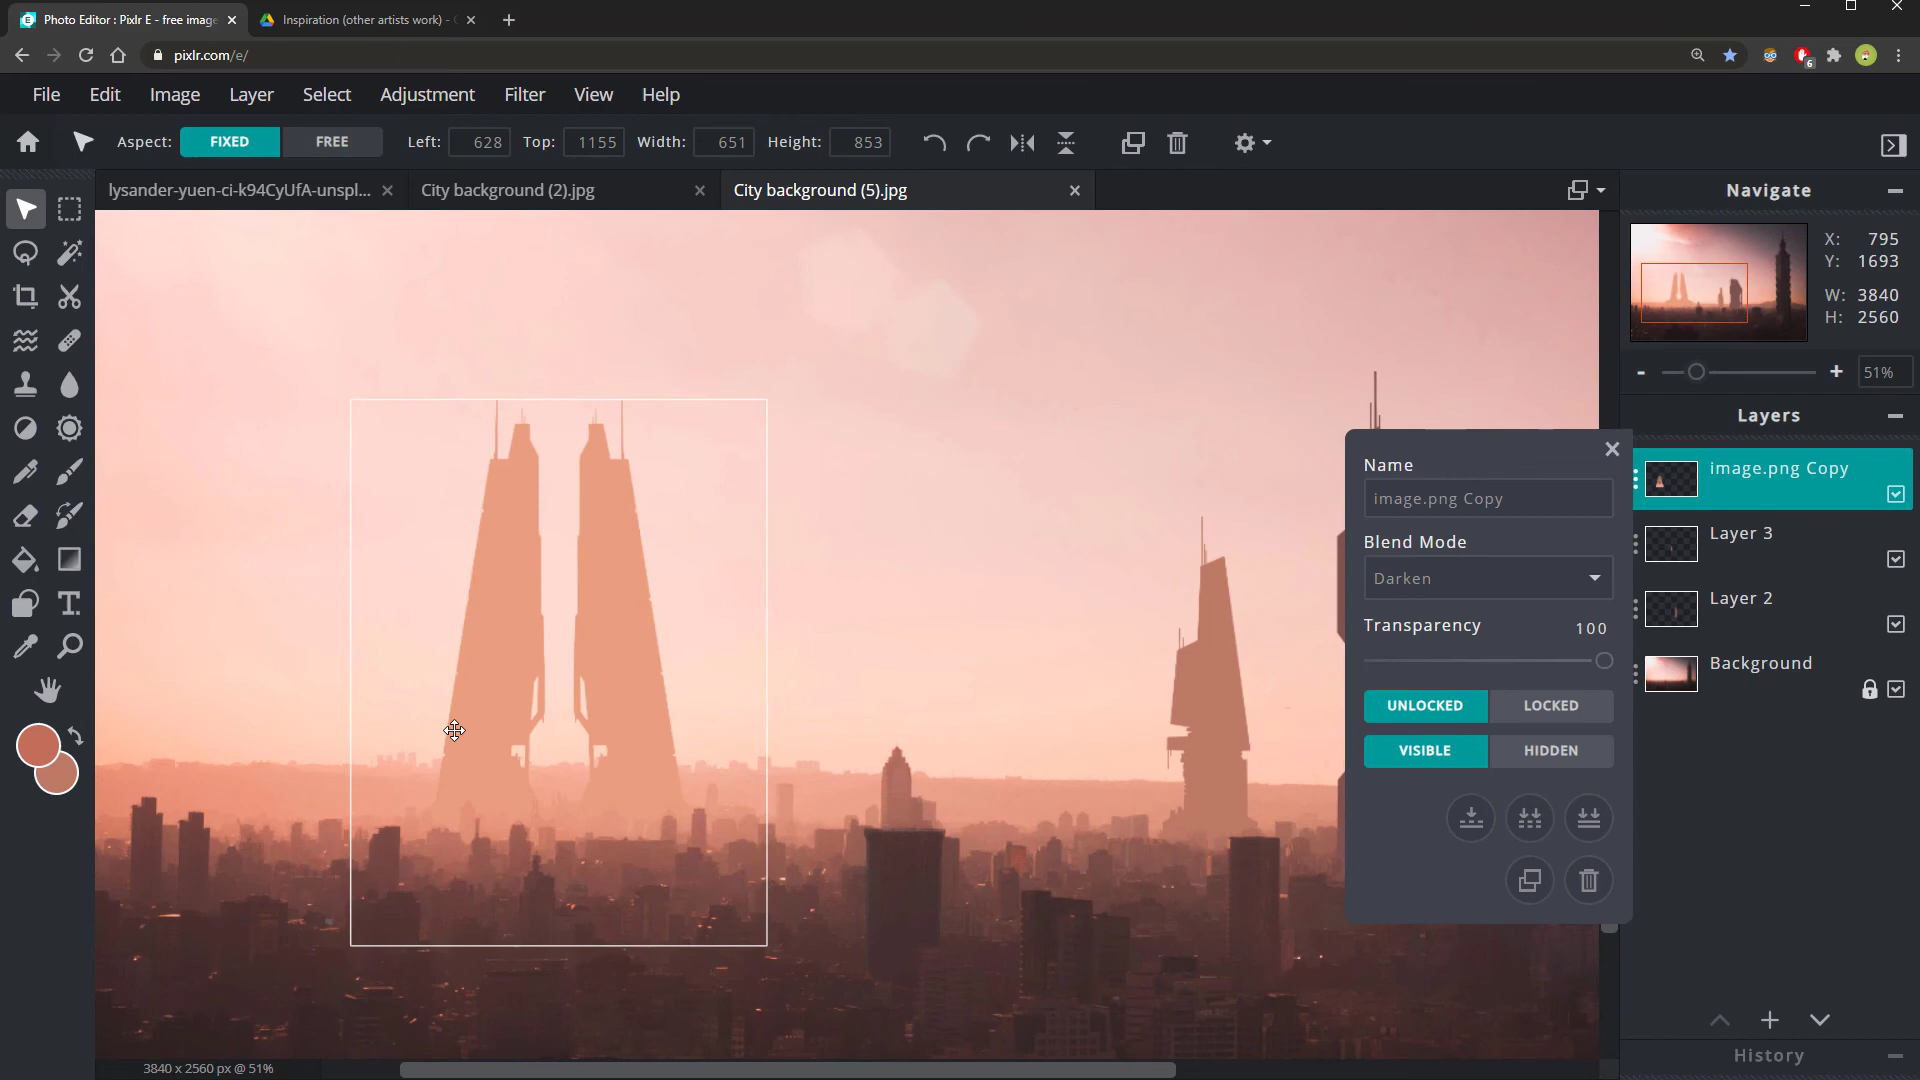 Photo Editor : Pixlr E - free image
Inspiration (other artists work) -
pixlr.com/e/
6
File Edit Image Layer Select Adjustment Filter View Help
Aspect: FIXED FREE Left: 628 Top: 1155 Width: 651 Height: 853
lysander-yuen-ci-k94CyUfA-unspl...
City background (2).jpg
City background (5).jpg
Navigate
X: 795
Y: 1693
W: 3840
H: 2560
- + 51%
Layers
image.png Copy
Layer 3
Layer 2
Background
Name
image.png Copy
Blend Mode
Darken
Transparency 100
UNLOCKED LOCKED
VISIBLE HIDDEN
History
3840 x 2560 px @ 51%